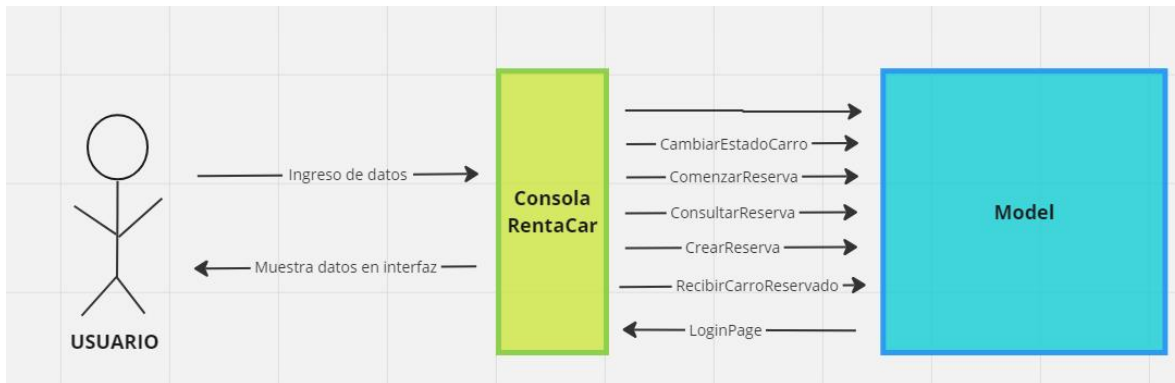 Ingreso de datos
Muestra datos en interfaz
USUARIO
Consola
RentaCar
CambiarEstadoCarro
ComenzarReserva
ConsultarReserva
CrearReserva
RecibirCarroReservado
LoginPage
Model